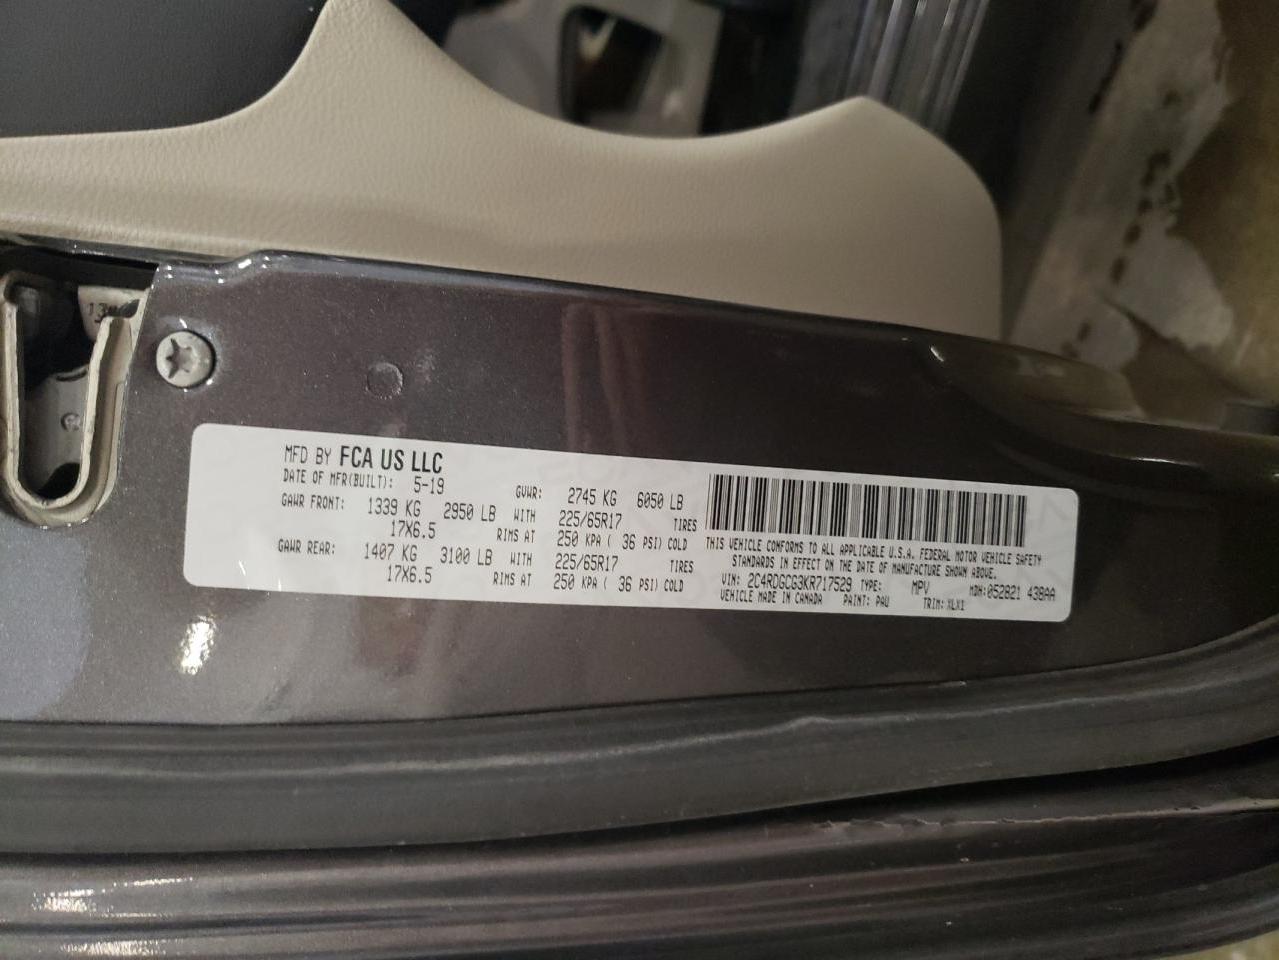 MFD BY FCA US LLC
DATE OF MFR(BUILT): 5-19 GVWR: 2745 KG 6050 LB
GAWR FRONT: 1339 KG 2950 LB WITH 225/65R17 TIRES
17X6.5 RIMS AT 250 KPA ( 36 PSI) COLD
GAWR REAR: 1407 KG 3100 LB WITH 225/65R17 TIRES
17X6.5 RIMS AT 250 KPA ( 36 PSI) COLD
THIS VEHICLE CONFORMS TO ALL APPLICABLE U.S.A. FEDERAL MOTOR VEHICLE SAFETY
STANDARDS IN EFFECT ON THE DATE OF MANUFACTURE SHOWN ABOVE.
VIN: 2C4RDGCG3KR717529 TYPE: MPV MDH:052821 438AA
VEHICLE MADE IN CANADA PAINT: PAU TRIM: XLX1